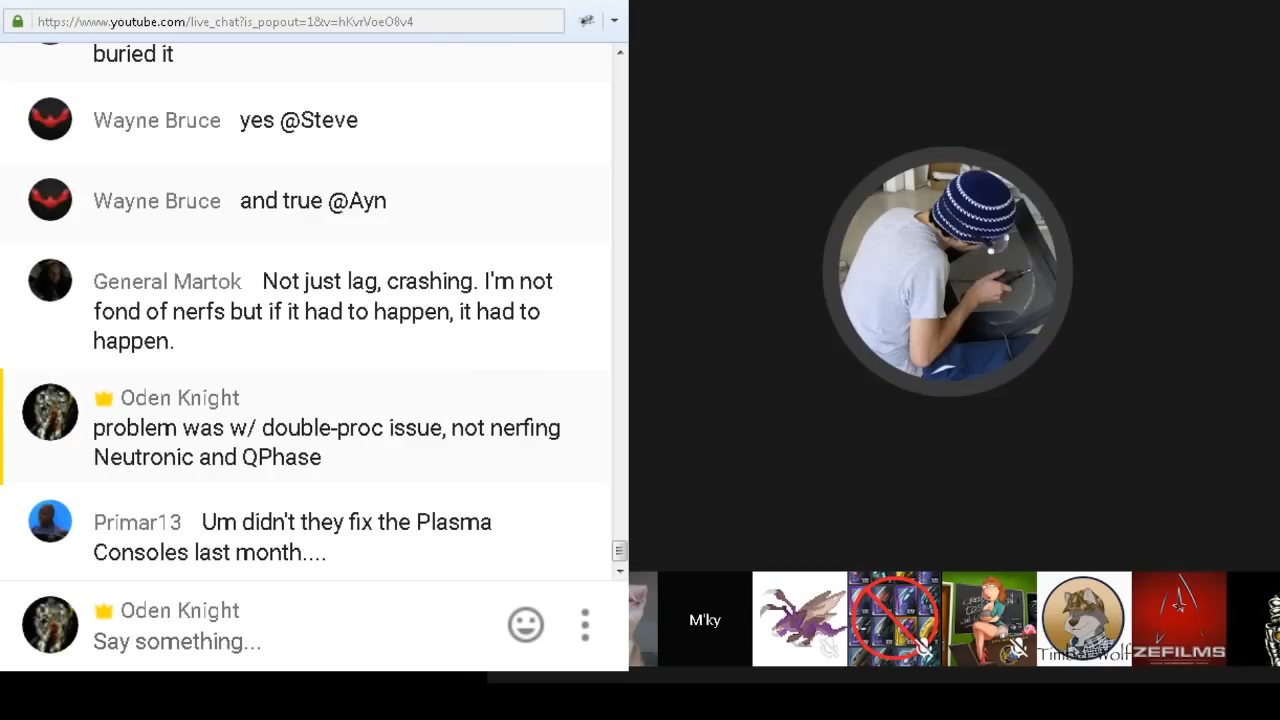 https://www.youtube.com/live_chat?is_popout=1&v=hKvrVoeO8v4
buried it
Wayne Bruce yes @Steve
Wayne Bruce and true @Ayn
General Martok Not just lag, crashing. I'm not
fond of nerfs but if it had to happen, it had to
happen.
Oden Knight
problem was w/ double-proc issue, not nerfing
Neutronic and QPhase
Primar13 Um didn't they fix the Plasma
Consoles last month....
Oden Knight
Say something...
M'ky
Timber Wolf
ZEFILMS